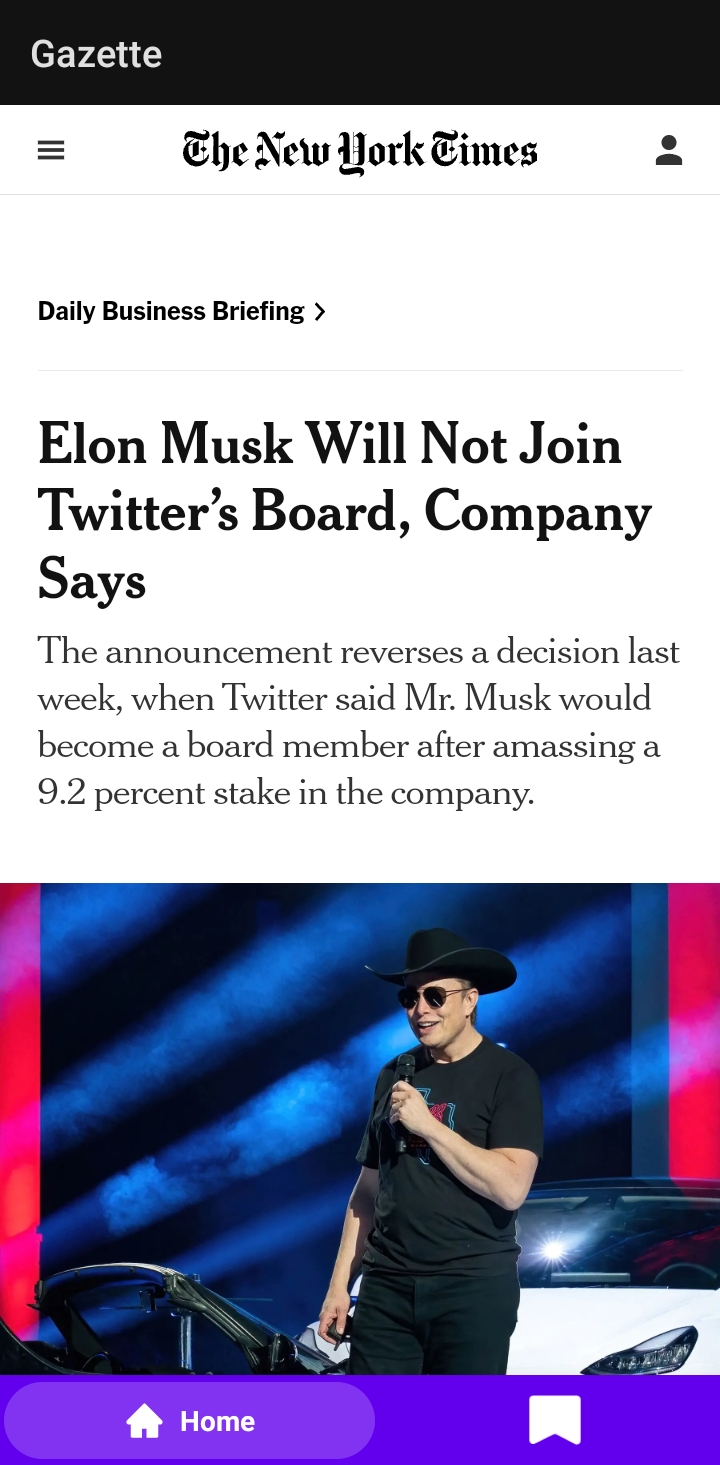 Gazette
The New York Times
Daily Business Briefing
Elon Musk Will Not Join
Twitter’s Board, Company
Says
The announcement reverses a decision last
week, when Twitter said Mr. Musk would
become a board member after amassing a
9.2 percent stake in the company.
Home